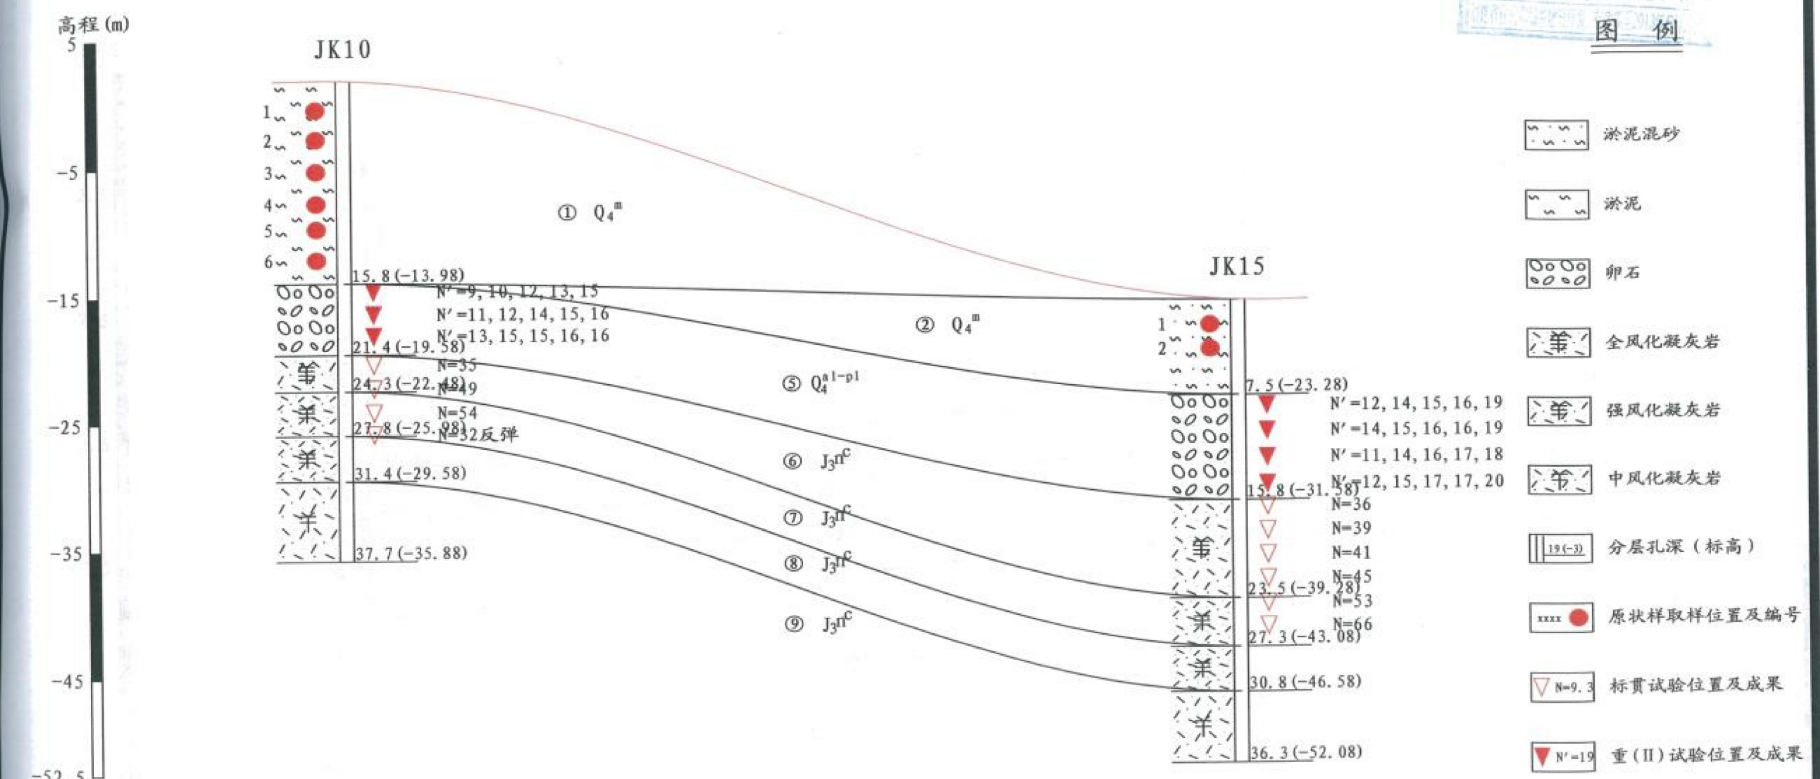 高程(m)
5
-5
-15
-25
-35
-45
-52.5
JK10
1
2
3
4
5
6
15.8(-13.98)
N'=9,10,12,13,15
N'=11,12,14,15,16
N'=13,15,15,16,16
21.4(-19.58)
N=35
24.3(-22.48)
N=49
N=54
27.8(-25.98)
N=32反弹
31.4(-29.58)
37.7(-35.88)
① Q4m
② Q4m
⑤ Q4al-pl
⑥ J3nc
⑦ J3nc
⑧ J3nc
⑨ J3nc
JK15
1
2
7.5(-23.28)
N'=12,14,15,16,19
N'=14,15,16,16,19
N'=11,14,16,17,18
N'=12,15,17,17,20
15.8(-31.58)
N=36
N=39
N=41
N=45
23.5(-39.28)
N=53
N=66
27.3(-43.08)
30.8(-46.58)
36.3(-52.08)
图 例
淤泥混砂
淤泥
卵石
全风化凝灰岩
强风化凝灰岩
中风化凝灰岩
19(-3) 分层孔深(标高)
xxxx 原状样取样位置及编号
N=9.3 标贯试验位置及成果
N'=19 重(II)试验位置及成果